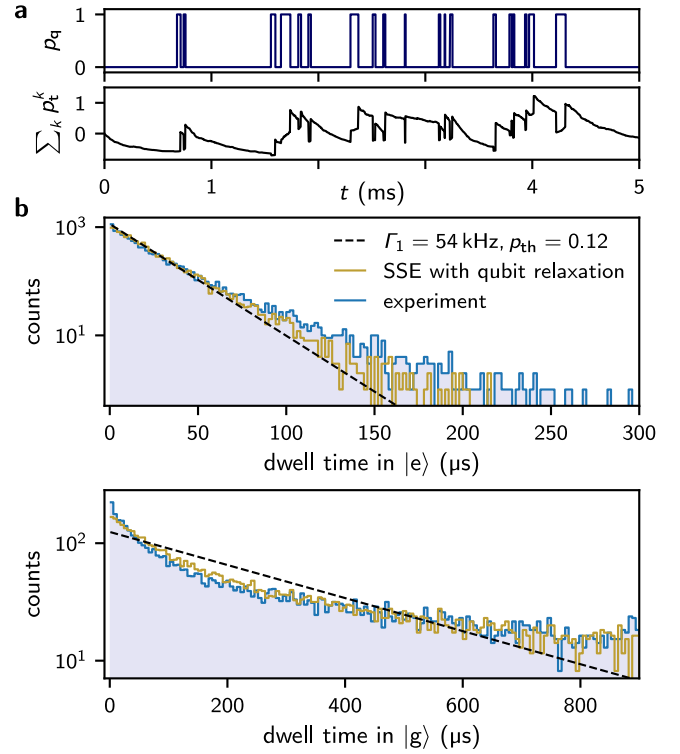 a
1
0
p_q
1
0
∑_k p_t^k
0 1 4 5
t (ms)
b
10^3
10^1
counts
Γ_1 = 54 kHz, p_th = 0.12
SSE with qubit relaxation
experiment
0 50 100 150 200 250 300
dwell time in |e⟩ (µs)
10^2
10^1
counts
0 200 400 600 800
dwell time in |g⟩ (µs)